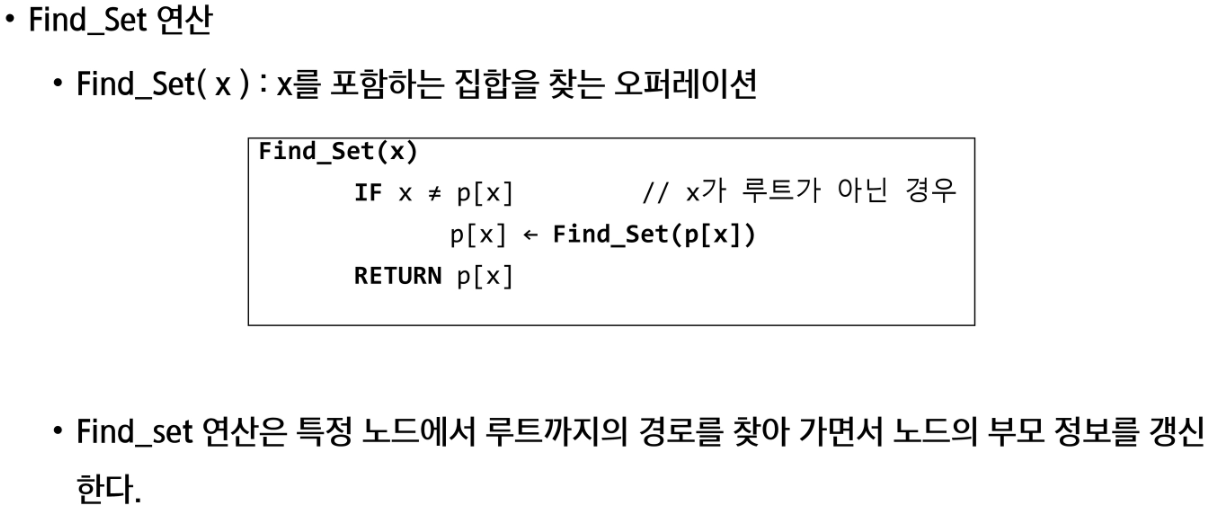 • Find_Set 연산
• Find_Set( x ) : x를 포함하는 집합을 찾는 오퍼레이션
Find_Set(x)
IF x ≠ p[x] // x가 루트가 아닌 경우
p[x] ← Find_Set(p[x])
RETURN p[x]
• Find_set 연산은 특정 노드에서 루트까지의 경로를 찾아 가면서 노드의 부모 정보를 갱신
한다.